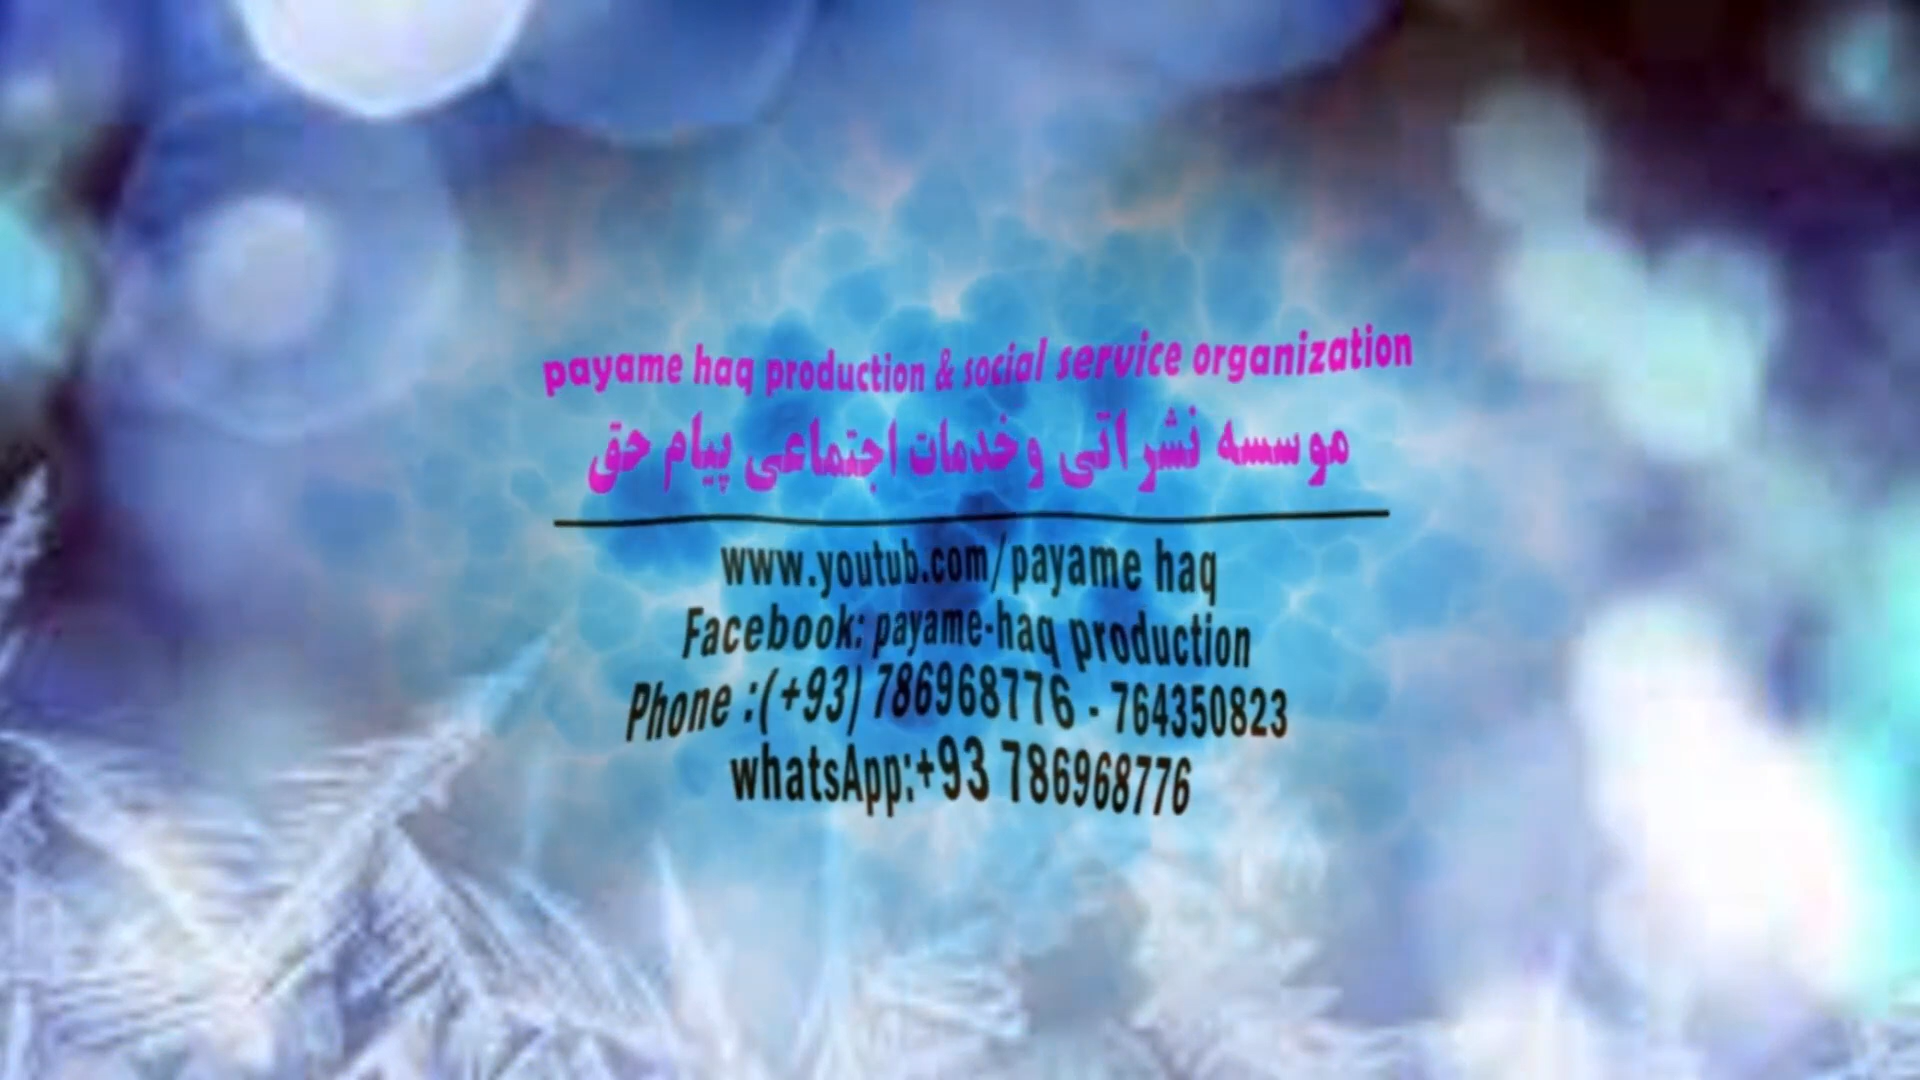 payame haq production & social service organization
موسسه نشراتی وخدمات اجتماعی پیام حق
www.youtub.com/payame haq
Facebook: payame-haq production
Phone :(+93) 786968776 - 764350823
whatsApp:+93 786968776